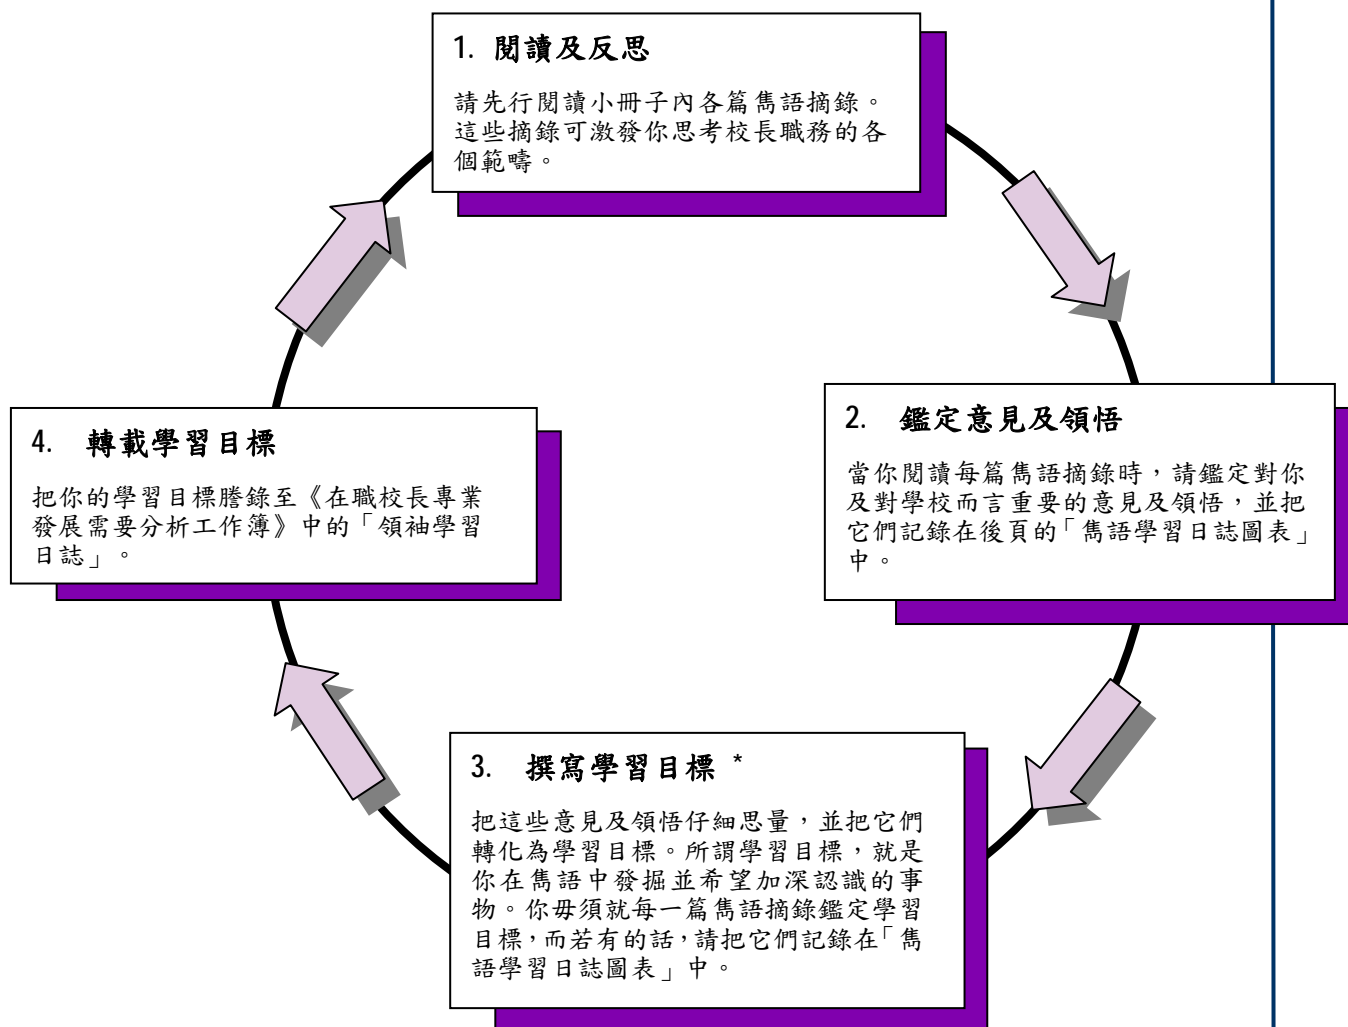 1. 閱讀及反思
請先行閱讀小冊子內各篇雋語摘錄。
這些摘錄可激發你思考校長職務的各
個範疇。
2. 鑑定意見及領悟
當你閱讀每篇雋語摘錄時，請鑑定對你
及對學校而言重要的意見及領悟，並把
它們記錄在後頁的「雋語學習日誌圖表」
中。
3. 撰寫學習目標 *
把這些意見及領悟仔細思量，並把它們
轉化為學習目標。所謂學習目標，就是
你在雋語中發掘並希望加深認識的事
物。你毋須就每一篇雋語摘錄鑑定學習
目標，而若有的話，請把它們記錄在「雋
語學習日誌圖表」中。
4. 轉載學習目標
把你的學習目標謄錄至《在職校長專業
發展需要分析工作簿》中的「領袖學習
日誌」。